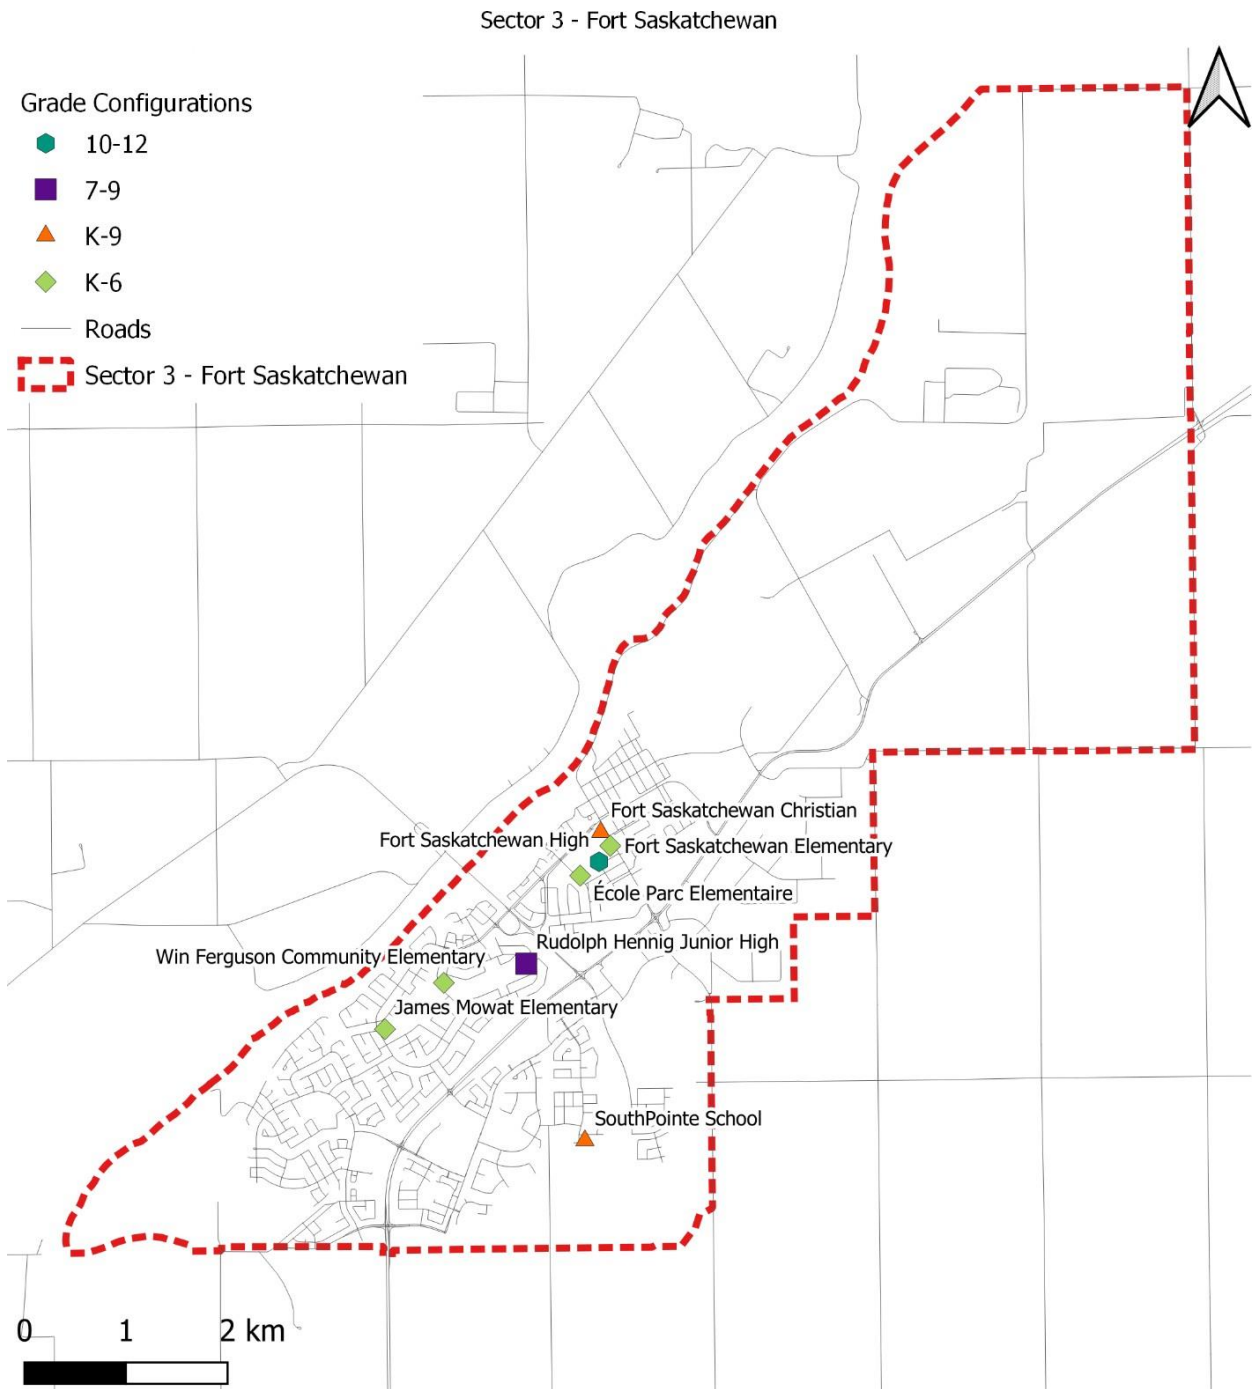 Sector 3 - Fort Saskatchewan
Grade Configurations
10-12
7-9
K-9
K-6
Roads
Sector 3 - Fort Saskatchewan
Fort Saskatchewan Christian
Fort Saskatchewan High
Fort Saskatchewan Elementary
École Parc Elementaire
Rudolph Hennig Junior High
Win Ferguson Community Elementary
James Mowat Elementary
SouthPointe School
0 1 2 km